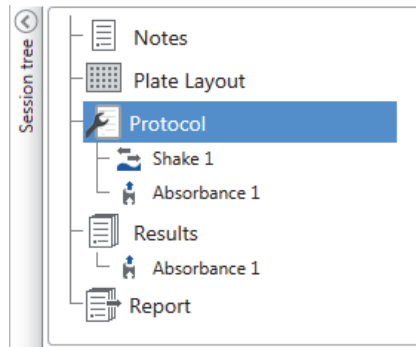 Session tree
Notes
Plate Layout
Protocol
Shake 1
Absorbance 1
Results
Absorbance 1
Report